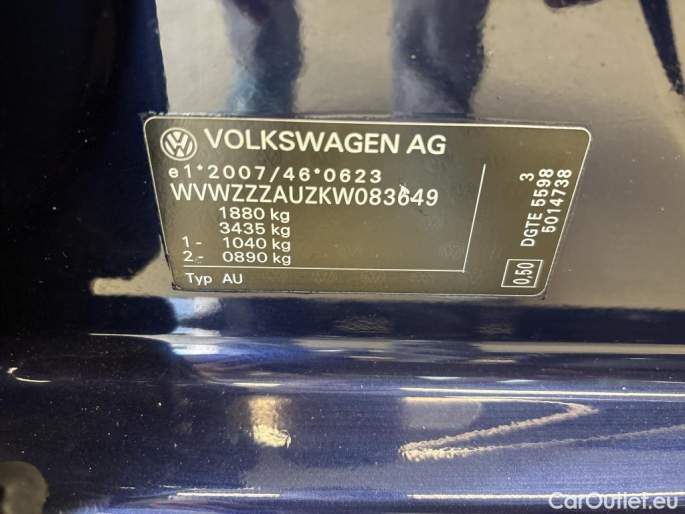 VOLKSWAGEN AG
e1*2007/46*0623
WVWZZZAUZKW083649
1880 kg
3435 kg
1- 1040 kg
2- 0890 kg
Typ AU
3
DGTE 5598
5014738
0,50
CarOutlet.eu